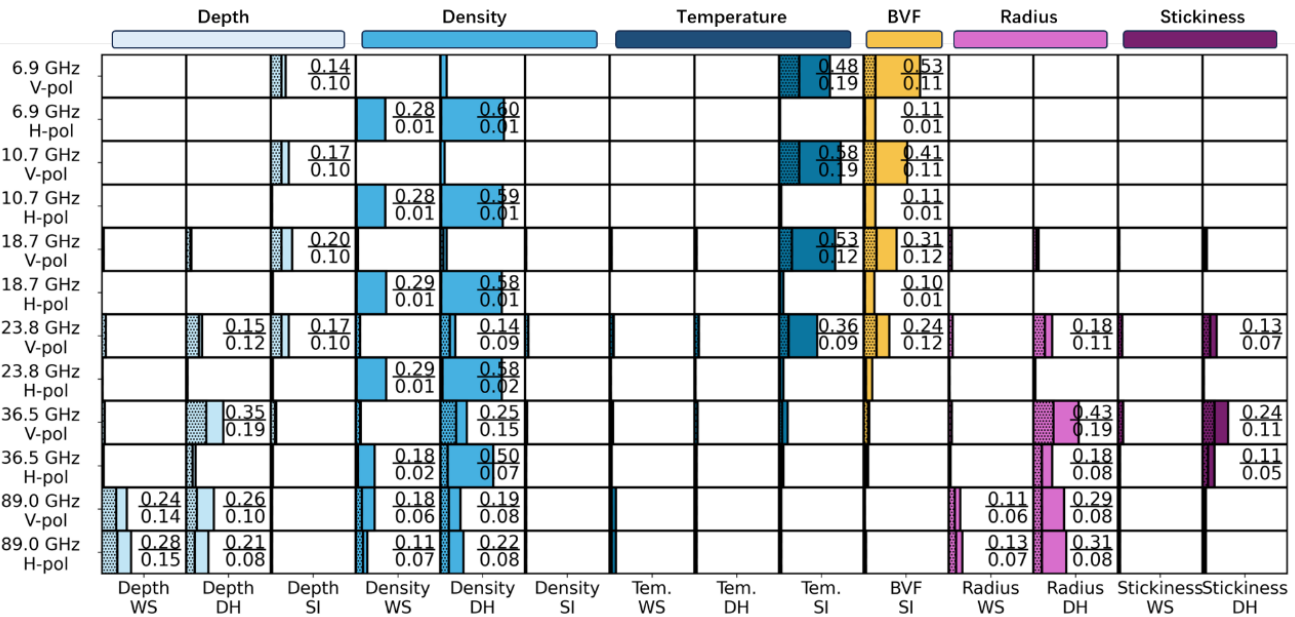 Depth Density Temperature BVF Radius Stickiness
6.9 GHz
V-pol
0.14
0.10
0.48
0.19
0.53
0.11
6.9 GHz
H-pol
0.28
0.01
0.60
0.01
0.11
0.01
10.7 GHz
V-pol
0.17
0.10
0.58
0.19
0.41
0.11
10.7 GHz
H-pol
0.28
0.01
0.59
0.01
0.11
0.01
18.7 GHz
V-pol
0.20
0.10
0.53
0.12
0.31
0.12
18.7 GHz
H-pol
0.29
0.01
0.58
0.01
0.10
0.01
23.8 GHz
V-pol
0.15
0.12
0.17
0.10
0.14
0.09
0.36
0.09
0.24
0.12
0.18
0.11
0.13
0.07
23.8 GHz
H-pol
0.29
0.01
0.58
0.02
36.5 GHz
V-pol
0.35
0.19
0.25
0.15
0.43
0.19
0.24
0.11
36.5 GHz
H-pol
0.18
0.02
0.50
0.07
0.18
0.08
0.11
0.05
89.0 GHz
V-pol
0.24
0.14
0.26
0.10
0.18
0.06
0.19
0.08
0.11
0.06
0.29
0.08
89.0 GHz
H-pol
0.28
0.15
0.21
0.08
0.11
0.07
0.22
0.08
0.13
0.07
0.31
0.08
Depth
WS
Depth
DH
Depth
SI
Density
WS
Density
DH
Density
SI
Tem.
WS
Tem.
DH
Tem.
SI
BVF
SI
Radius
WS
Radius
DH
Stickiness
WS
Stickiness
DH